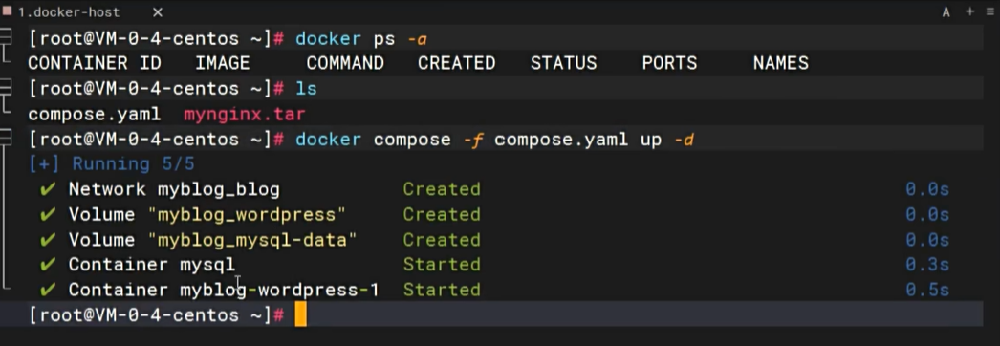 1.docker-host × A + ≡
[root@VM-0-4-centos ~]# docker ps -a
CONTAINER ID IMAGE COMMAND CREATED STATUS PORTS NAMES
[root@VM-0-4-centos ~]# ls
compose.yaml mynginx.tar
[root@VM-0-4-centos ~]# docker compose -f compose.yaml up -d
[+] Running 5/5
✔ Network myblog_blog Created 0.0s
✔ Volume "myblog_wordpress" Created 0.0s
✔ Volume "myblog_mysql-data" Created 0.0s
✔ Container mysql Started 0.3s
✔ Container myblog-wordpress-1 Started 0.5s
[root@VM-0-4-centos ~]#